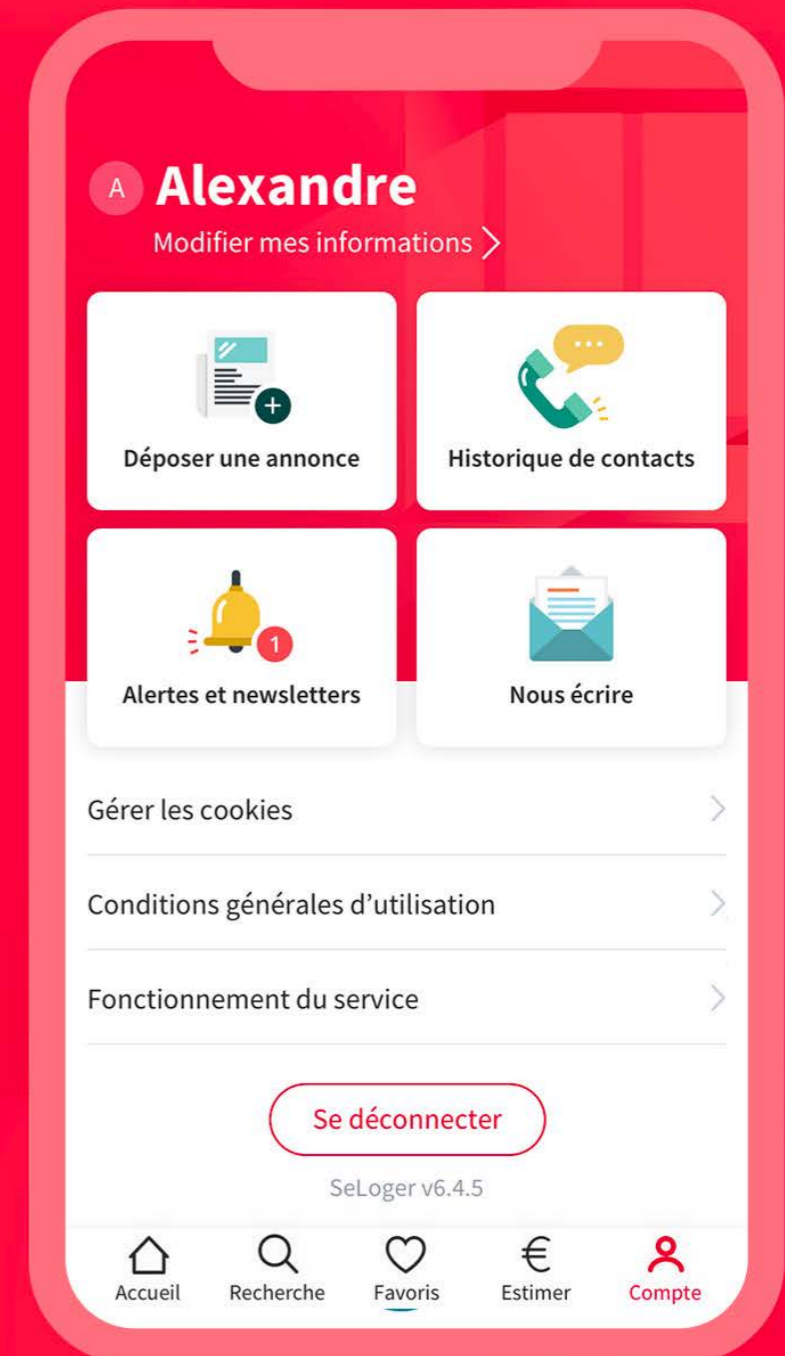 A Alexandre
Modifier mes informations
Déposer une annonce
Historique de contacts
1
Alertes et newsletters
Nous écrire
Gérer les cookies
Conditions générales d’utilisation
Fonctionnement du service
Se déconnecter
SeLoger v6.4.5
€
Accueil Recherche Favoris Estimer Compte